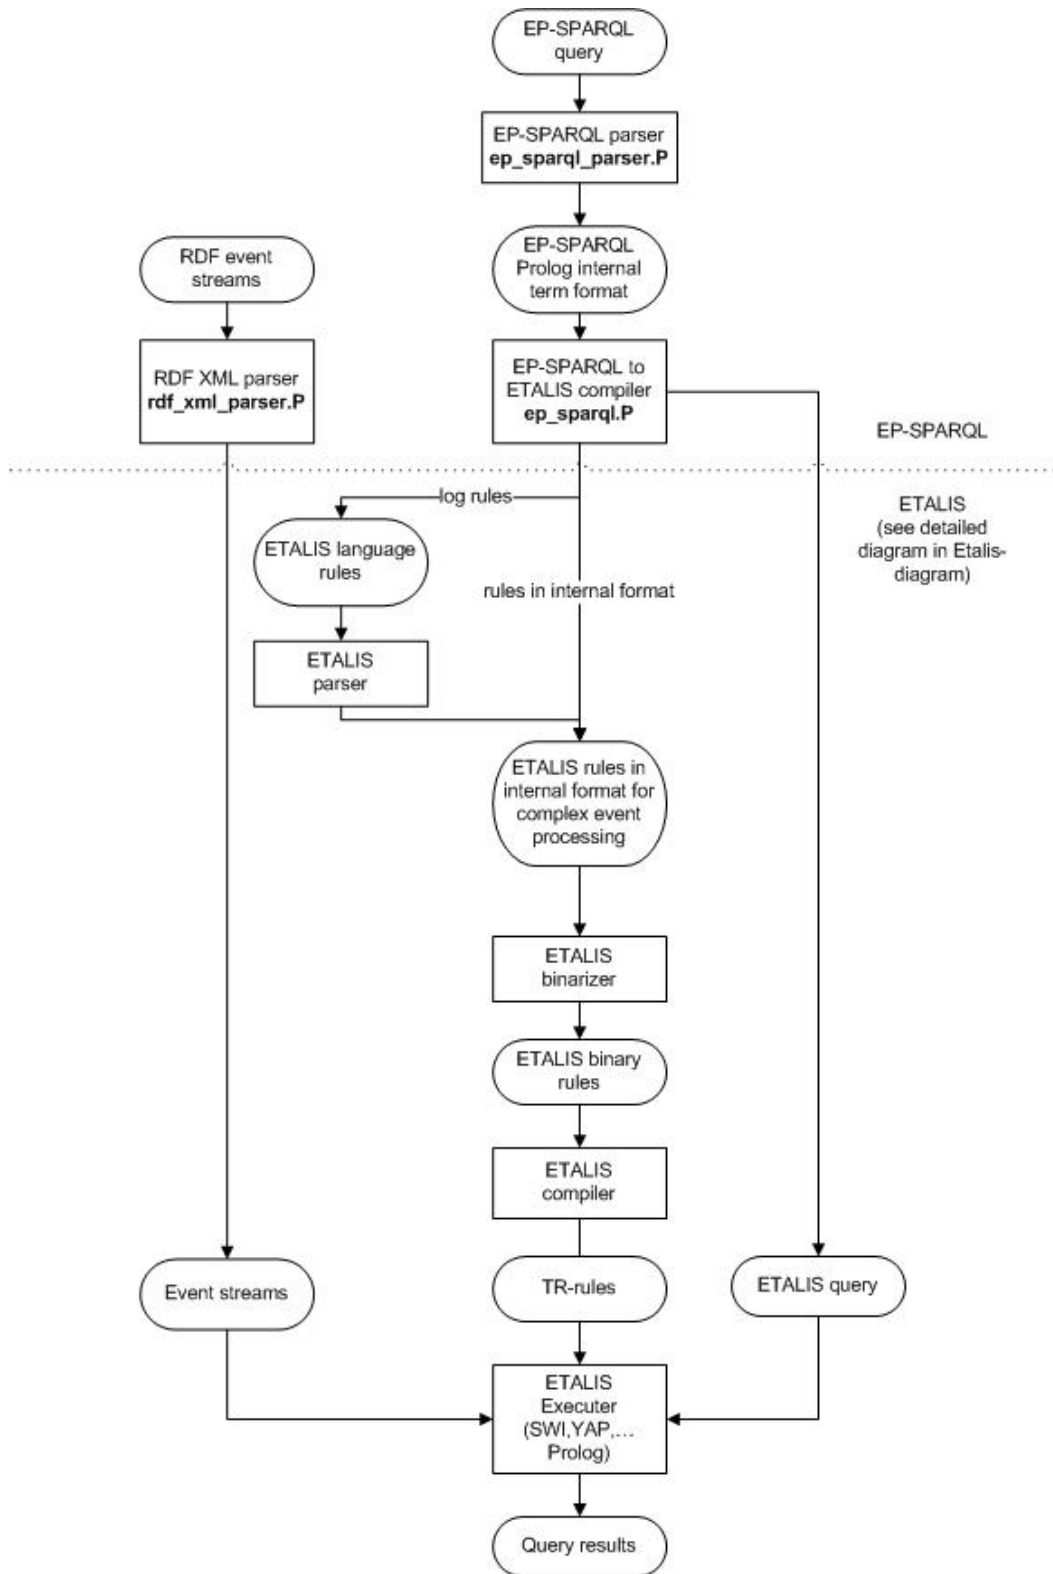 EP-SPARQL
query
EP-SPARQL parser
ep_sparql_parser.P
EP-SPARQL
Prolog internal
term format
RDF event
streams
RDF XML parser
rdf_xml_parser.P
EP-SPARQL to
ETALIS compiler
ep_sparql.P
EP-SPARQL
ETALIS
(see detailed
diagram in Etalis-
diagram)
log rules
ETALIS language
rules
rules in internal format
ETALIS
parser
ETALIS rules in
internal format for
complex event
processing
ETALIS
binarizer
ETALIS binary
rules
ETALIS
compiler
Event streams
TR-rules
ETALIS query
ETALIS
Executer
(SWI,YAP,...
Prolog)
Query results